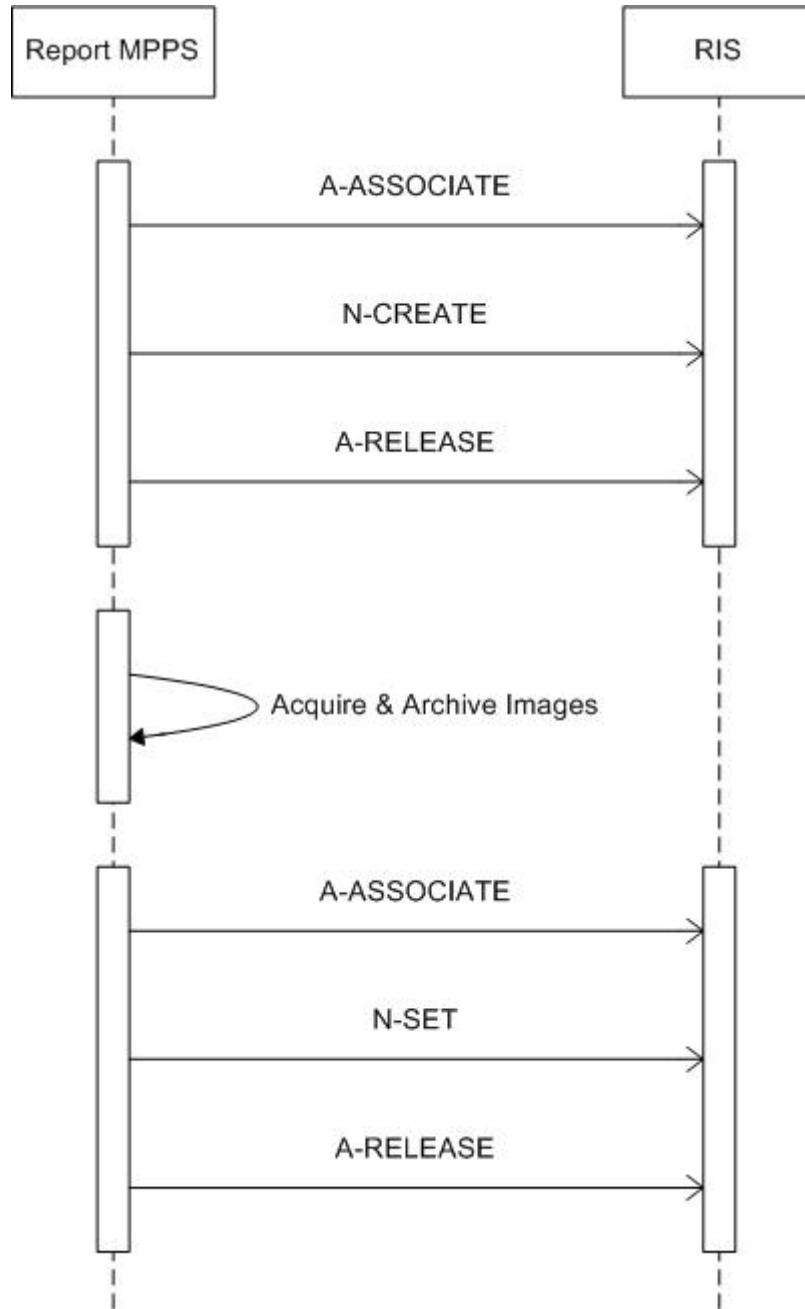 Report MPPS
RIS
A-ASSOCIATE
N-CREATE
A-RELEASE
Acquire & Archive Images
A-ASSOCIATE
N-SET
A-RELEASE